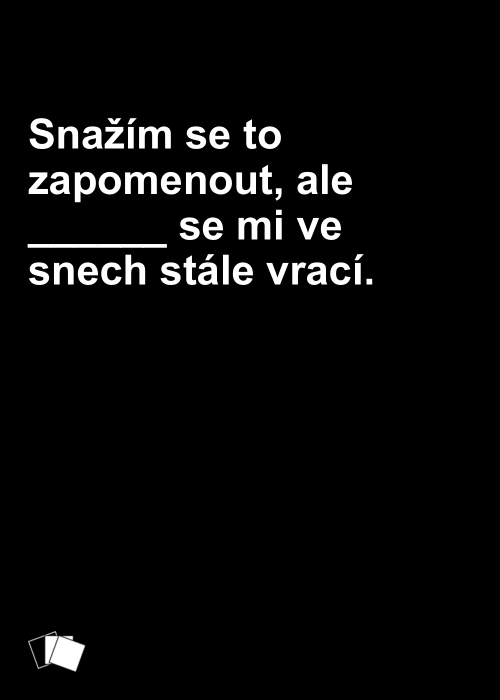 Snažím se to
zapomenout, ale
______ se mi ve
snech stále vrací.